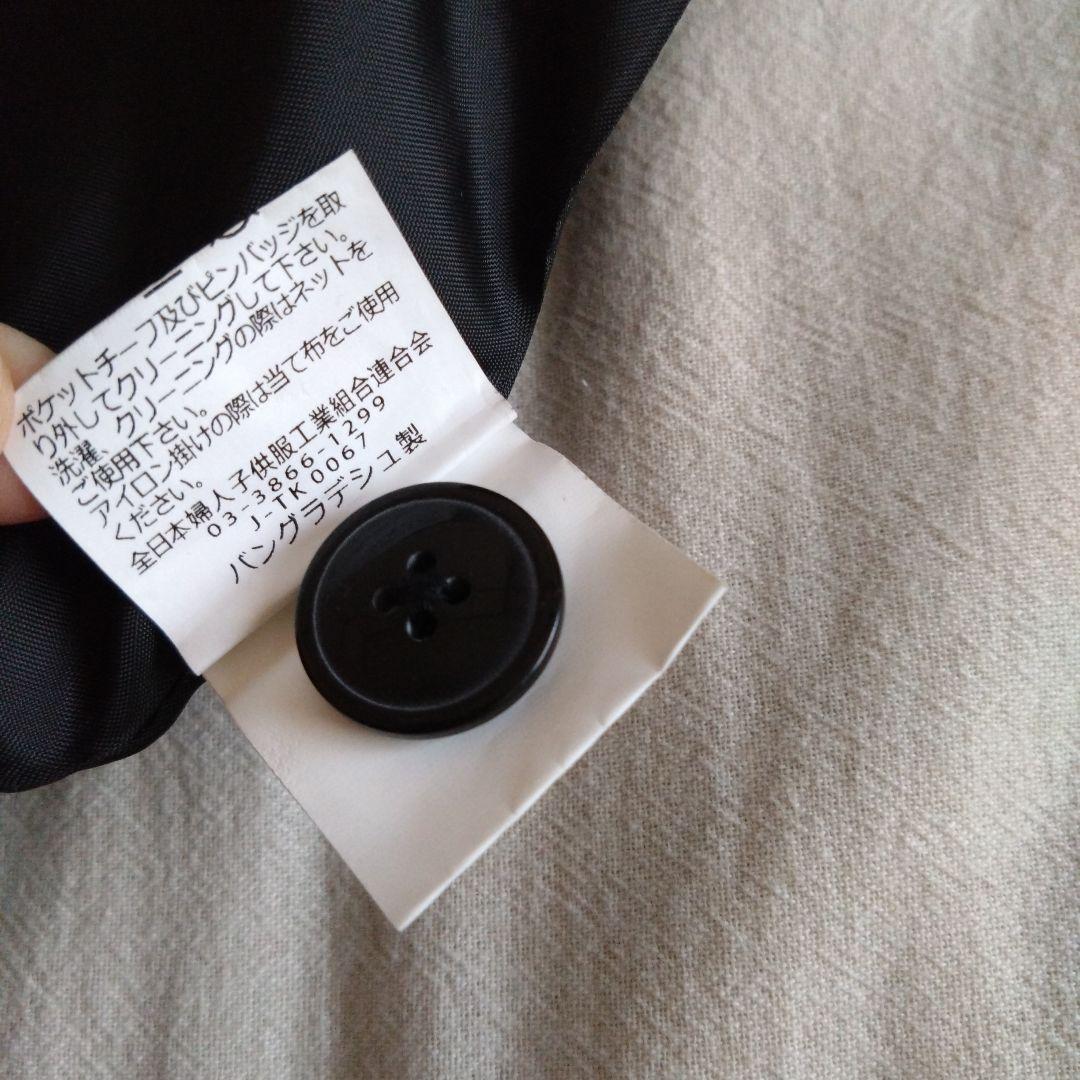 ポケットチーフ及びピンバッジを取
り外してクリーニングして下さい。
洗濯、クリーニングの際はネットを
ご使用下さい。
アイロン掛けの際は当て布をご使用
ください。
全日本婦人子供服工業組合連合会
03-3866-1299
J-TK0067
バングラデシュ製